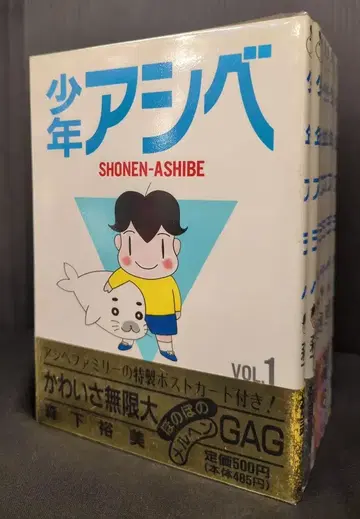 少年アシベ
SHONEN-ASHIBE
VOL.1
アシベファミリーの特製ポストカード付き!
かわいさ無限大
ほのぼの
メルヘン
GAG
森下裕美
定価500円
(本体485円)